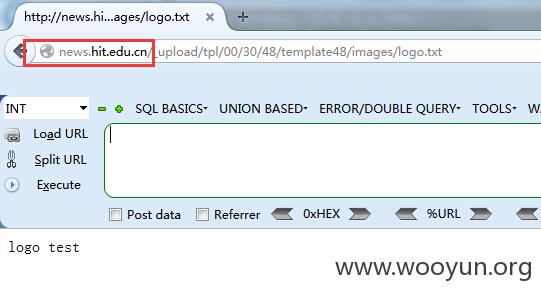 http://news.hi...ages/logo.txt ×
news.hit.edu.cn/_upload/tpl/00/30/48/template48/images/logo.txt
INT SQL BASICS UNION BASED ERROR/DOUBLE QUERY TOOLS WA
Load URL
Split URL
Execute
Post data Referrer 0xHEX %URL
logo test
www.wooyun.org